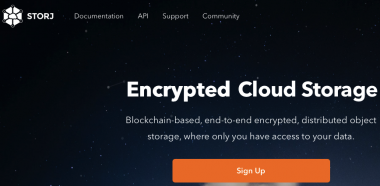 STORJ Documentation API Support Community
Encrypted Cloud Storage
Blockchain-based, end-to-end encrypted, distributed object
storage, where only you have access to your data.
Sign Up